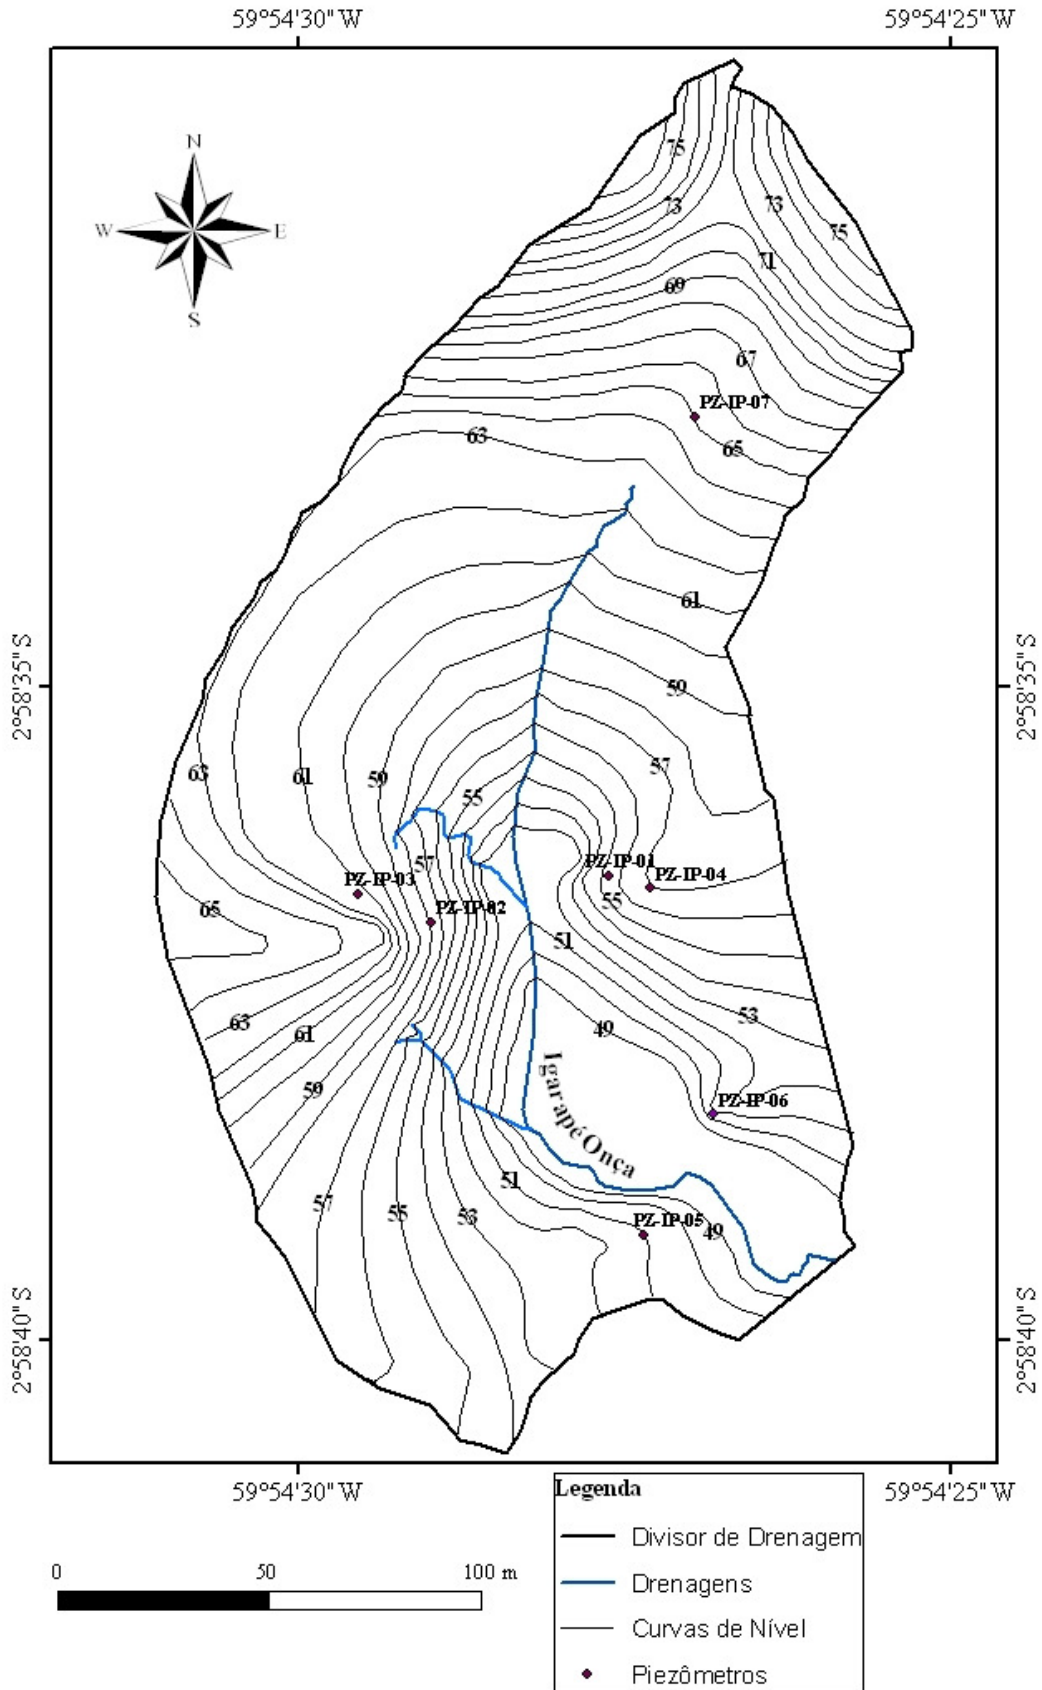 59°54'30" W
59°54'25" W
N
W
E
S
75
73
73
75
71
69
67
PZ-IP-07
65
63
61
2°58'35" S
2°58'35" S
59
57
63
61
59
55
57
PZ-IP-01
PZ-IP-04
PZ-IP-03
55
65
PZ-IP-02
51
53
49
63
61
59
Igarapé Onça
PZ-IP-06
51
57
55
53
PZ-IP-05
49
2°58'40" S
2°58'40" S
59°54'30" W
59°54'25" W
Legenda
Divisor de Drenagem
0
50
100 m
Drenagens
Curvas de Nível
Piezômetros